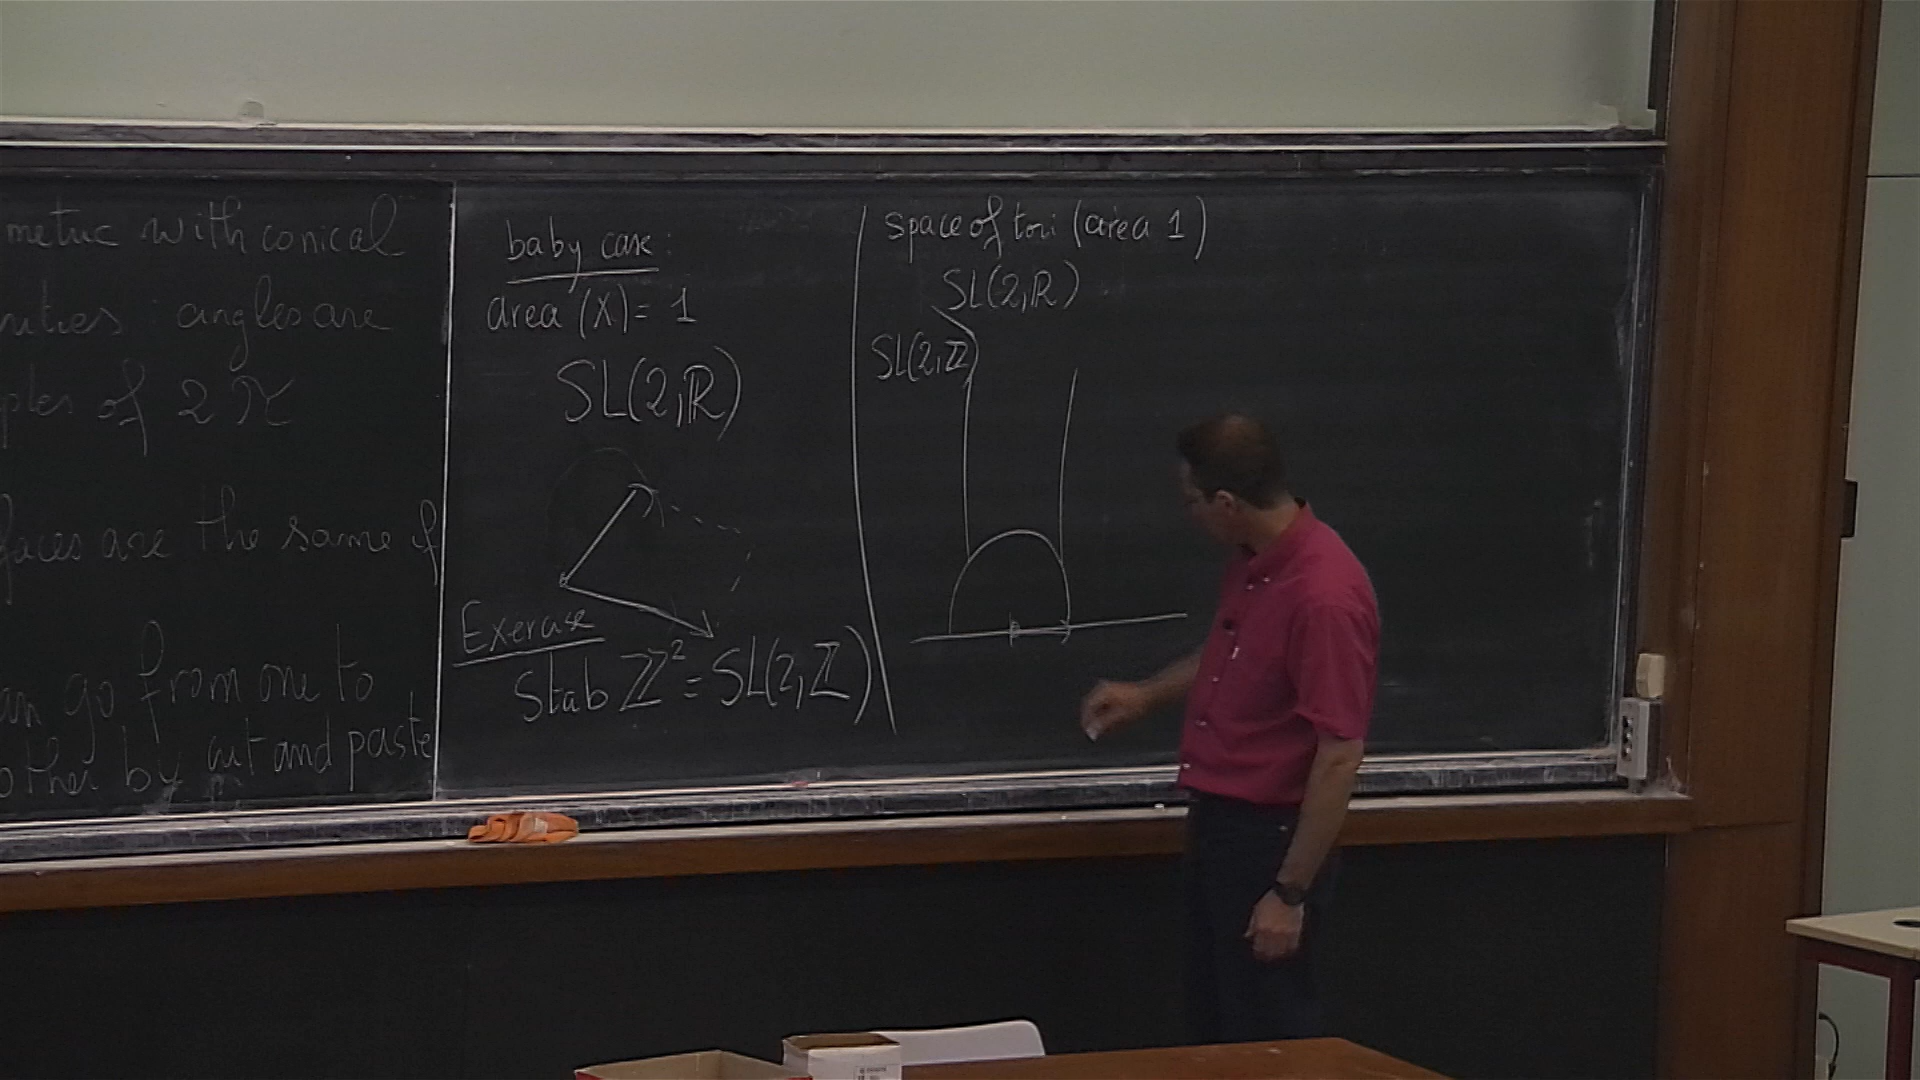 metric with conical
angles are
of 2π
are the same if
go from one to
by cut and paste
baby case:
area (X) = 1
SL(2,ℝ)
Exercise
Stab ℤ² = SL(2,ℤ)
space of tori (area 1)
SL(2,ℝ)
SL(2,ℤ)